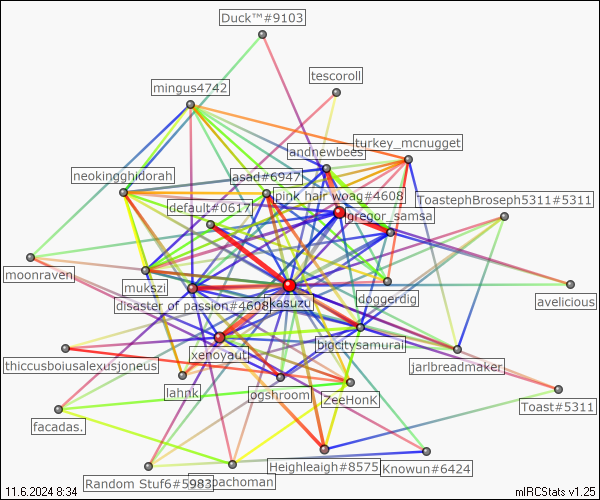 Duck™#9103
tescoroll
mingus4742
turkey_mcnugget
andnewbees
neokingghidorah
asad#6947
pink hair woag#4608
ToastephBroseph5311#5311
default#0617
gregor_samsa
moonraven
mukszi
doggerdig
avelicious
disaster of passion#4608
kasuzu
bigcitysamurai
xenoyaut
thiccusboiusalexusjoneus
jarlbreadmaker
lahnk
ogshroom
ZeeHonK
Toast#5311
facadas.
Heighleaigh#8575
Knowun#6424
Random Stuf6#5983
pachoman
11.6.2024 8:34
mIRCStats v1.25